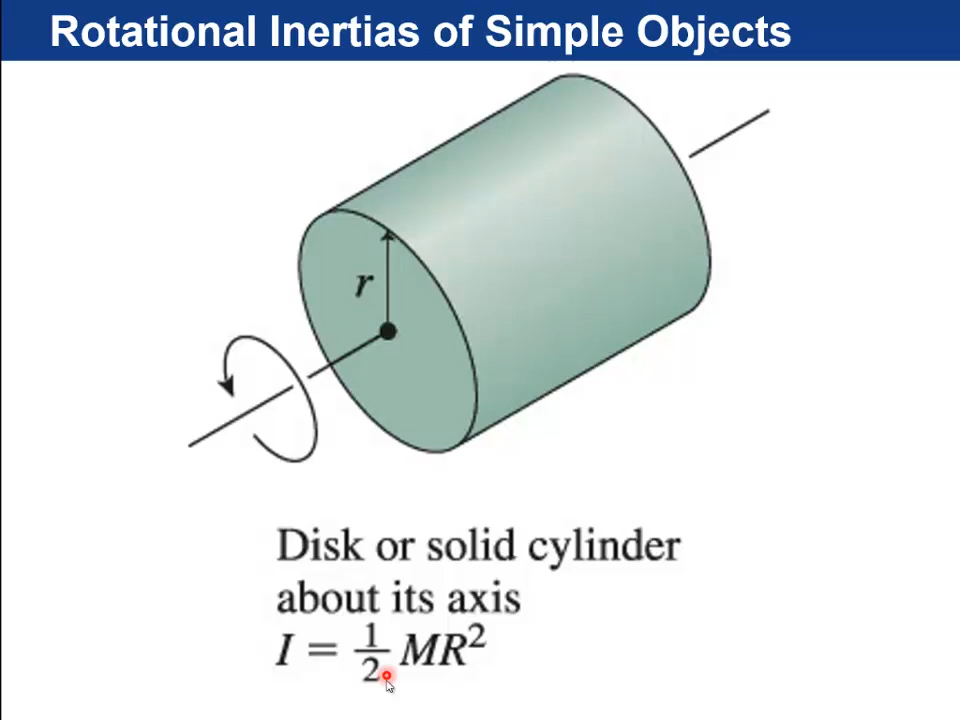 Rotational Inertias of Simple Objects
r
Disk or solid cylinder
about its axis
I = 1/2 MR²